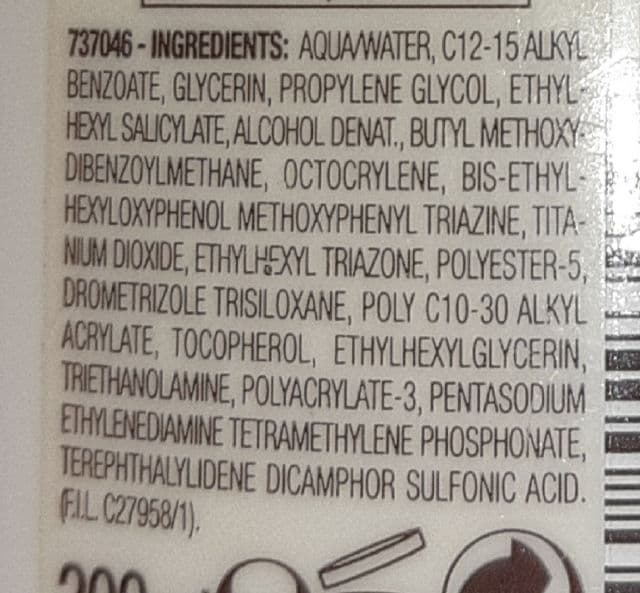 737046 - INGREDIENTS: AQUA/WATER, C12-15 ALKYL
BENZOATE, GLYCERIN, PROPYLENE GLYCOL, ETHYL-
HEXYL SALICYLATE, ALCOHOL DENAT., BUTYL METHOXY-
DIBENZOYLMETHANE, OCTOCRYLENE, BIS-ETHYL-
HEXYLOXYPHENOL METHOXYPHENYL TRIAZINE, TITA-
NIUM DIOXIDE, ETHYLHEXYL TRIAZONE, POLYESTER-5,
DROMETRIZOLE TRISILOXANE, POLY C10-30 ALKYL
ACRYLATE, TOCOPHEROL, ETHYLHEXYLGLYCERIN,
TRIETHANOLAMINE, POLYACRYLATE-3, PENTASODIUM
ETHYLENEDIAMINE TETRAMETHYLENE PHOSPHONATE,
TEREPHTHALYLIDENE DICAMPHOR SULFONIC ACID.
(F.I.L. C27958/1).